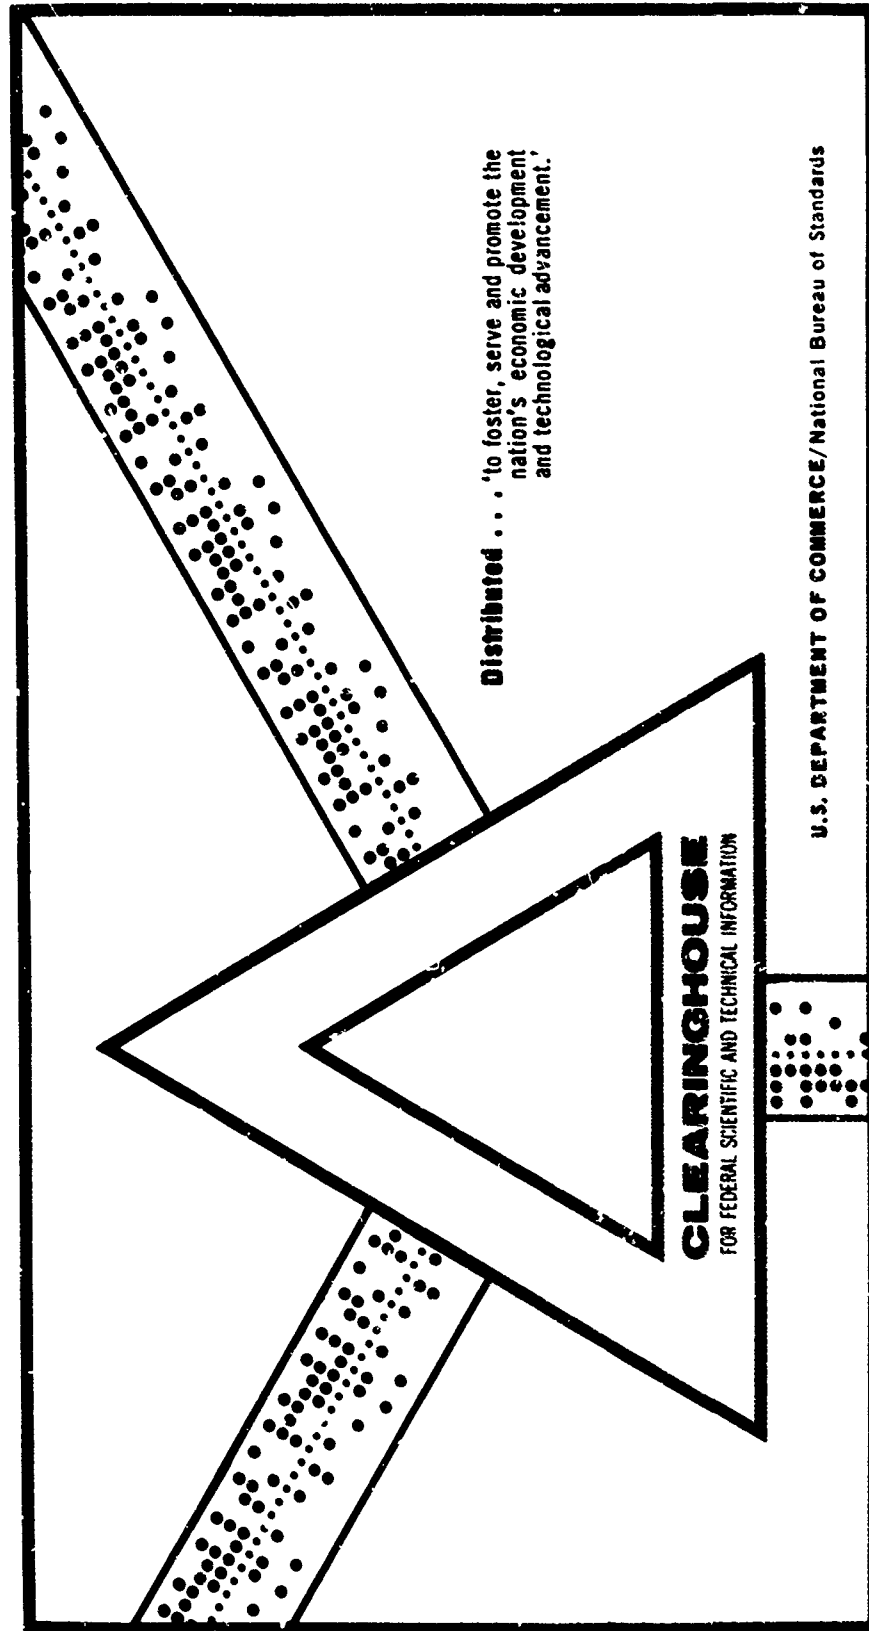 CLEARINGHOUSE
FOR FEDERAL SCIENTIFIC AND TECHNICAL INFORMATION
Distributed . . . 'to foster, serve and promote the
nation's economic development
and technological advancement.'
U.S. DEPARTMENT OF COMMERCE/National Bureau of Standards